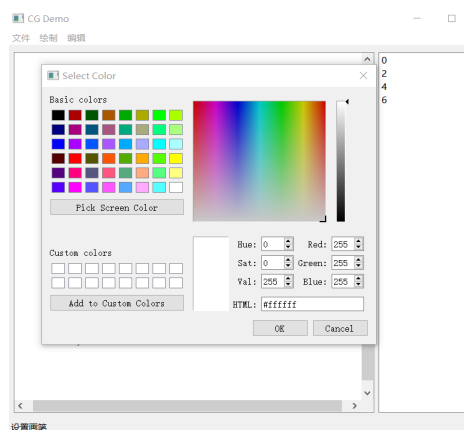 CG Demo
文件 绘制 编辑
0
2
4
6
Select Color
Basic colors
Pick Screen Color
Custom colors
Add to Custom Colors
Hue: 0 Red: 255
Sat: 0 Green: 255
Val: 255 Blue: 255
HTML: #ffffff
OK Cancel
设置画笔